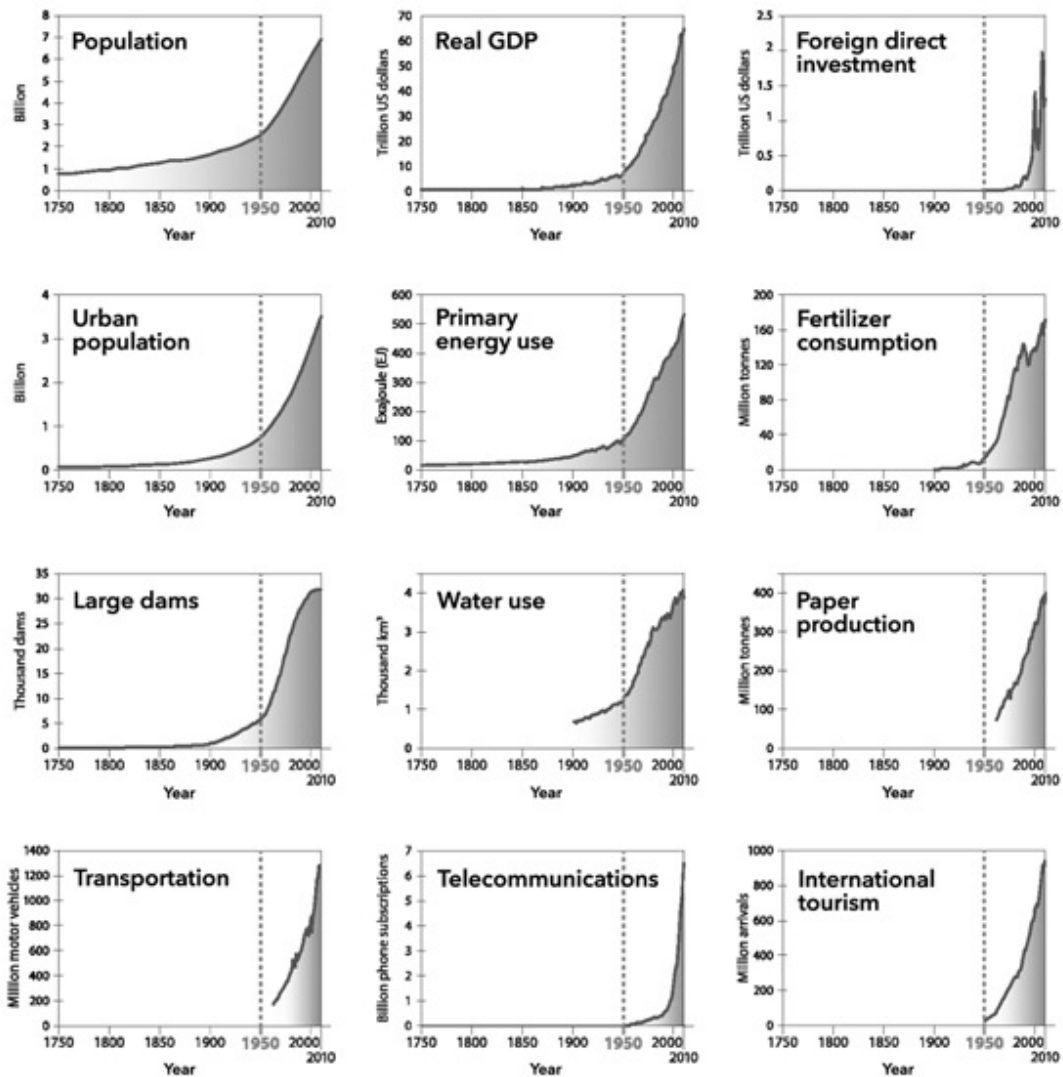 Population
Billion
8
7
6
5
4
3
2
1
0
1750 1800 1850 1900 1950 2000 2010
Year
Real GDP
Trillion US dollars
70
60
50
40
30
20
10
0
1750 1800 1850 1900 1950 2000 2010
Year
Foreign direct
investment
Trillion US dollars
2.5
2
1.5
1
0.5
0
1750 1800 1850 1900 1950 2000 2010
Year
Urban
population
Billion
4
3
2
1
0
1750 1800 1850 1900 1950 2000 2010
Year
Primary
energy use
Exajoule (EJ)
600
500
400
300
200
100
0
1750 1800 1850 1900 1950 2000 2010
Year
Fertilizer
consumption
Million tonnes
200
160
120
80
40
0
1750 1800 1850 1900 1950 2000 2010
Year
Large dams
Thousand dams
35
30
25
20
15
10
5
0
1750 1800 1850 1900 1950 2000 2010
Year
Water use
Thousand km³
4
3
2
1
0
1750 1800 1850 1900 1950 2000 2010
Year
Paper
production
Million tonnes
400
300
200
100
0
1750 1800 1850 1900 1950 2000 2010
Year
Transportation
Million motor vehicles
1400
1200
1000
800
600
400
200
0
1750 1800 1850 1900 1950 2000 2010
Year
Telecommunications
Billion phone subscriptions
7
6
5
4
3
2
1
0
1750 1800 1850 1900 1950 2000 2010
Year
International
tourism
Million arrivals
1000
800
600
400
200
0
1750 1800 1850 1900 1950 2000 2010
Year